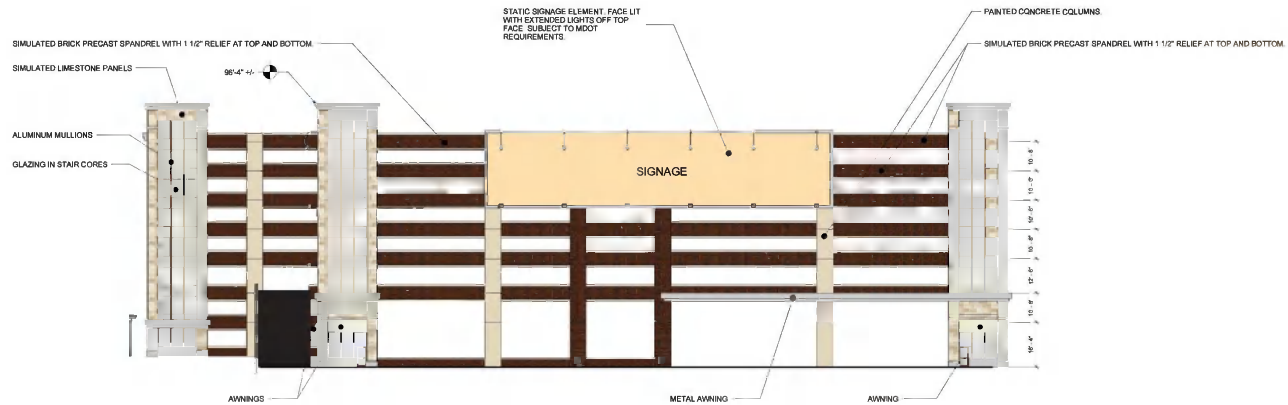 STATIC SIGNAGE ELEMENT. FACE LIT
WITH EXTENDED LIGHTS OFF TOP
FACE SUBJECT TO MDOT
REQUIREMENTS.
PAINTED CONCRETE COLUMNS.
SIMULATED BRICK PRECAST SPANDREL WITH 1 1/2" RELIEF AT TOP AND BOTTOM.
SIMULATED BRICK PRECAST SPANDREL WITH 1 1/2" RELIEF AT TOP AND BOTTOM.
SIMULATED LIMESTONE PANELS
96'-4" +/-
ALUMINUM MULLIONS
GLAZING IN STAIR CORES
SIGNAGE
AWNINGS
METAL AWNING
AWNING